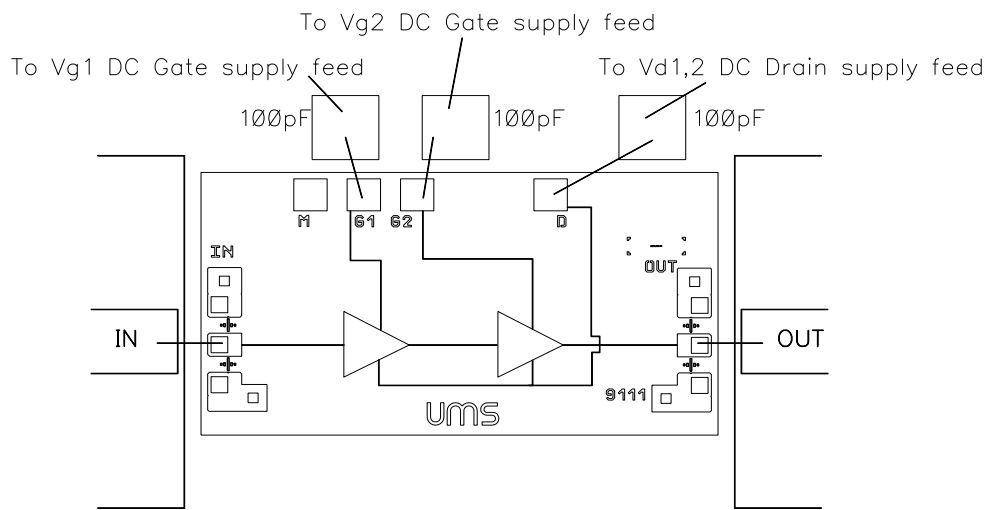 To Vg2 DC Gate supply feed
To Vg1 DC Gate supply feed
To Vd1,2 DC Drain supply feed
100pF
100pF
100pF
M
G1
G2
D
IN
OUT
IN
OUT
9111
UMS